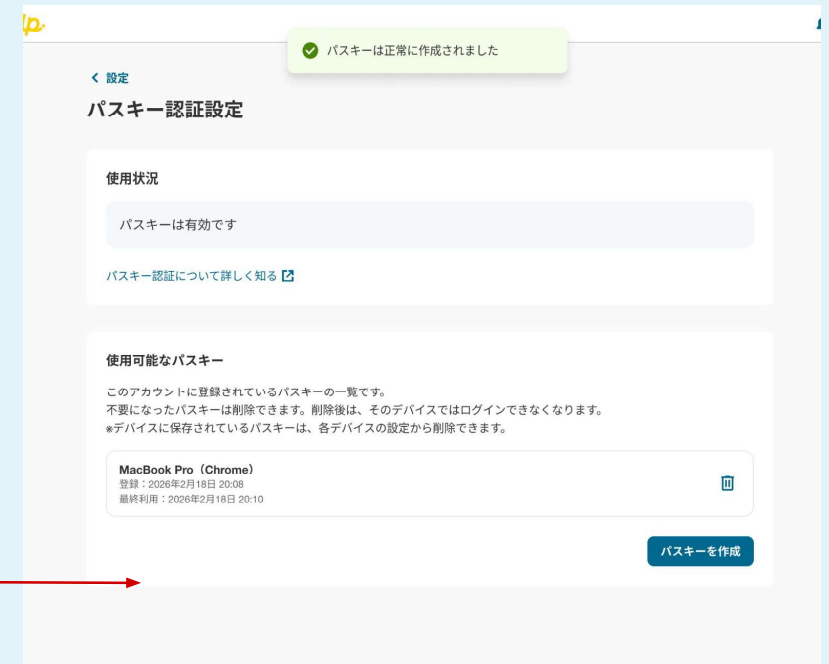 パスキーは正常に作成されました
設定
パスキー認証設定
使用状況
パスキーは有効です
パスキー認証について詳しく知る
使用可能なパスキー
このアカウントに登録されているパスキーの一覧です。
不要になったパスキーは削除できます。削除後は、そのデバイスではログインできなくなります。
※デバイスに保存されているパスキーは、各デバイスの設定から削除できます。
MacBook Pro（Chrome）
登録：2026年2月18日 20:08
最終利用：2026年2月18日 20:10
パスキーを作成